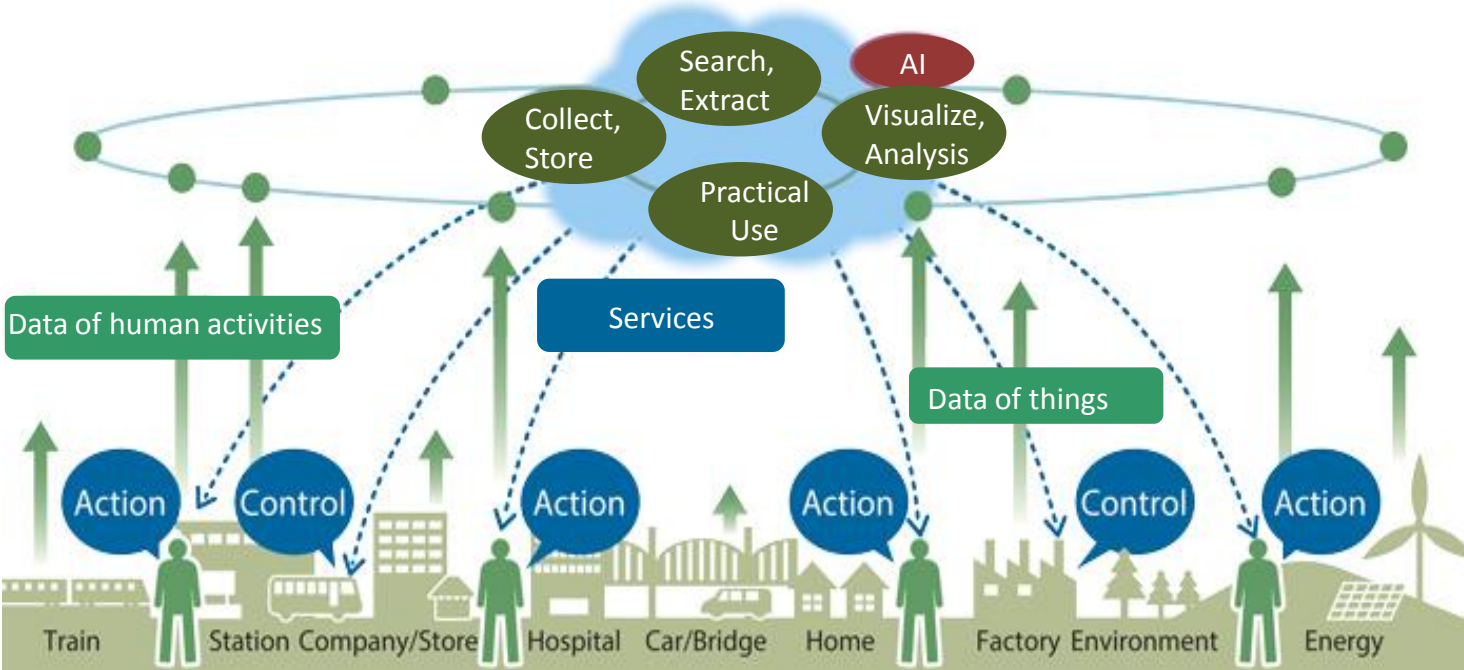 Search,
Extract
AI
Collect,
Store
Visualize,
Analysis
Practical
Use
Data of human activities
Services
Data of things
Action
Control
Action
Action
Control
Action
Train
Station
Company/Store
Hospital
Car/Bridge
Home
Factory
Environment
Energy